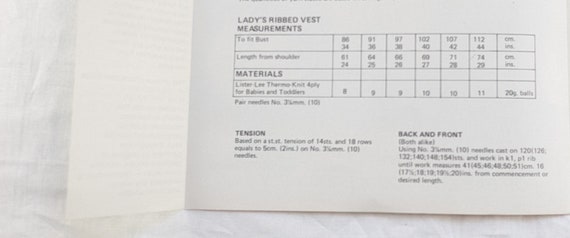 LADY'S RIBBED VEST
MEASUREMENTS
To fit Bust 86 91 97 102 107 112 cm.
34 36 38 40 42 44 ins.
Length from shoulder 61 64 66 69 71 74 cm.
24 25 26 27 28 29 ins.
MATERIALS
Lister-Lee Thermo-Knit 4ply
for Babies and Toddlers 8 9 9 10 10 11 20g. balls
Pair needles No. 3¼mm. (10)
TENSION
Based on a st.st. tension of 14sts. and 18 rows
equals to 5cm. (2ins.) on No. 3¼mm. (10)
needles.
BACK AND FRONT
(Both alike)
Using No. 3¼mm. (10) needles cast on 120(126;
132;140;148;154)sts. and work in k1, p1 rib
until work measures 41(45;46;48;50;51)cm. 16
(17½;18;19;19½;20)ins. from commencement or
desired length.